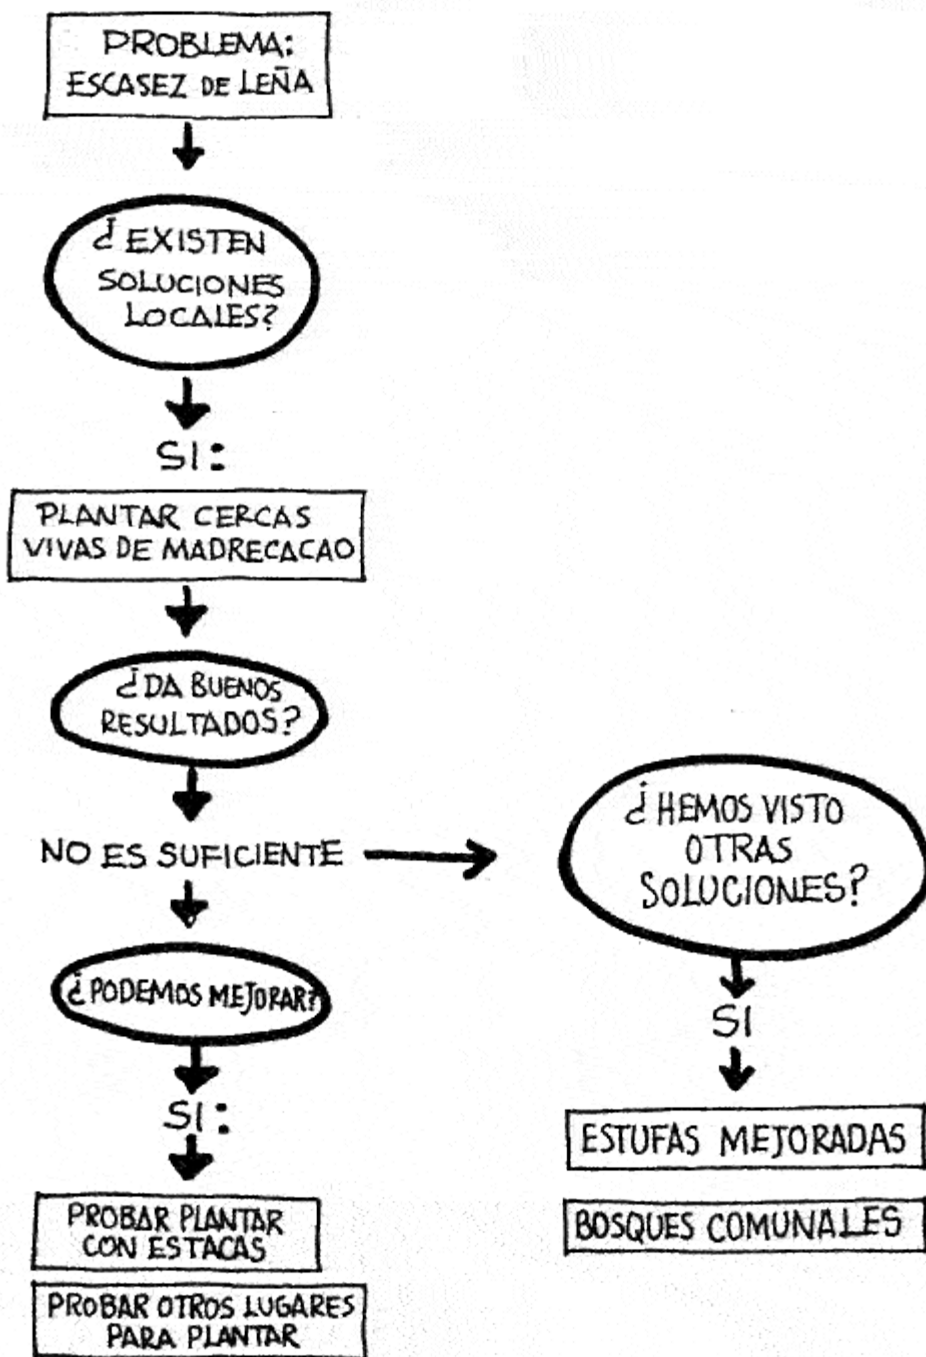 PROBLEMA:
ESCASEZ DE LEÑA
¿EXISTEN
SOLUCIONES
LOCALES?
SI:
PLANTAR CERCAS
VIVAS DE MADRECACAO
¿DA BUENOS
RESULTADOS?
NO ES SUFICIENTE
¿PODEMOS MEJORAR?
SI:
PROBAR PLANTAR
CON ESTACAS
PROBAR OTROS LUGARES
PARA PLANTAR
¿HEMOS VISTO
OTRAS
SOLUCIONES?
SI
ESTUFAS MEJORADAS
BOSQUES COMUNALES